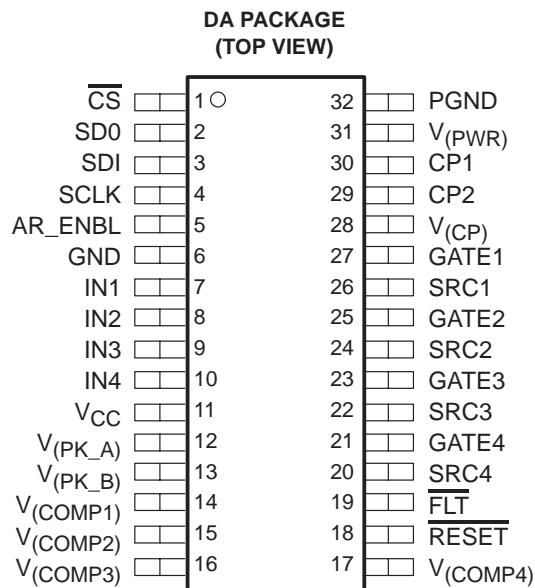 DA PACKAGE
(TOP VIEW)
CS 1 32 PGND
SD0 2 31 V(PWR)
SDI 3 30 CP1
SCLK 4 29 CP2
AR_ENBL 5 28 V(CP)
GND 6 27 GATE1
IN1 7 26 SRC1
IN2 8 25 GATE2
IN3 9 24 SRC2
IN4 10 23 GATE3
VCC 11 22 SRC3
V(PK_A) 12 21 GATE4
V(PK_B) 13 20 SRC4
V(COMP1) 14 19 FLT
V(COMP2) 15 18 RESET
V(COMP3) 16 17 V(COMP4)